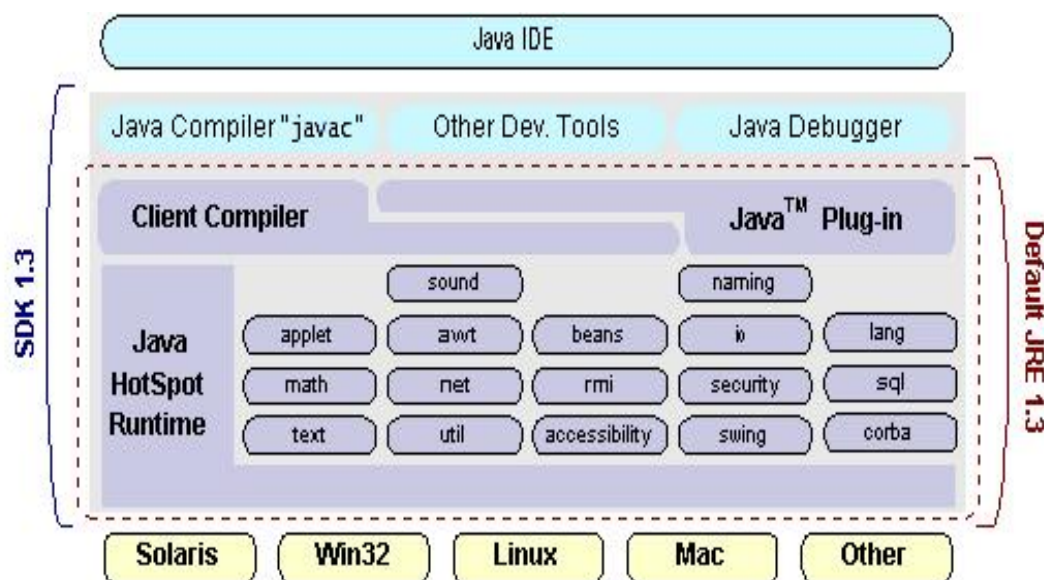 Java IDE
SDK 1.3
Java Compiler "javac"
Other Dev. Tools
Java Debugger
Client Compiler
Java™ Plug-in
Default JRE 1.3
Java
HotSpot
Runtime
sound
naming
applet
awt
beans
io
lang
math
net
rmi
security
sql
text
util
accessibility
swing
corba
Solaris
Win32
Linux
Mac
Other